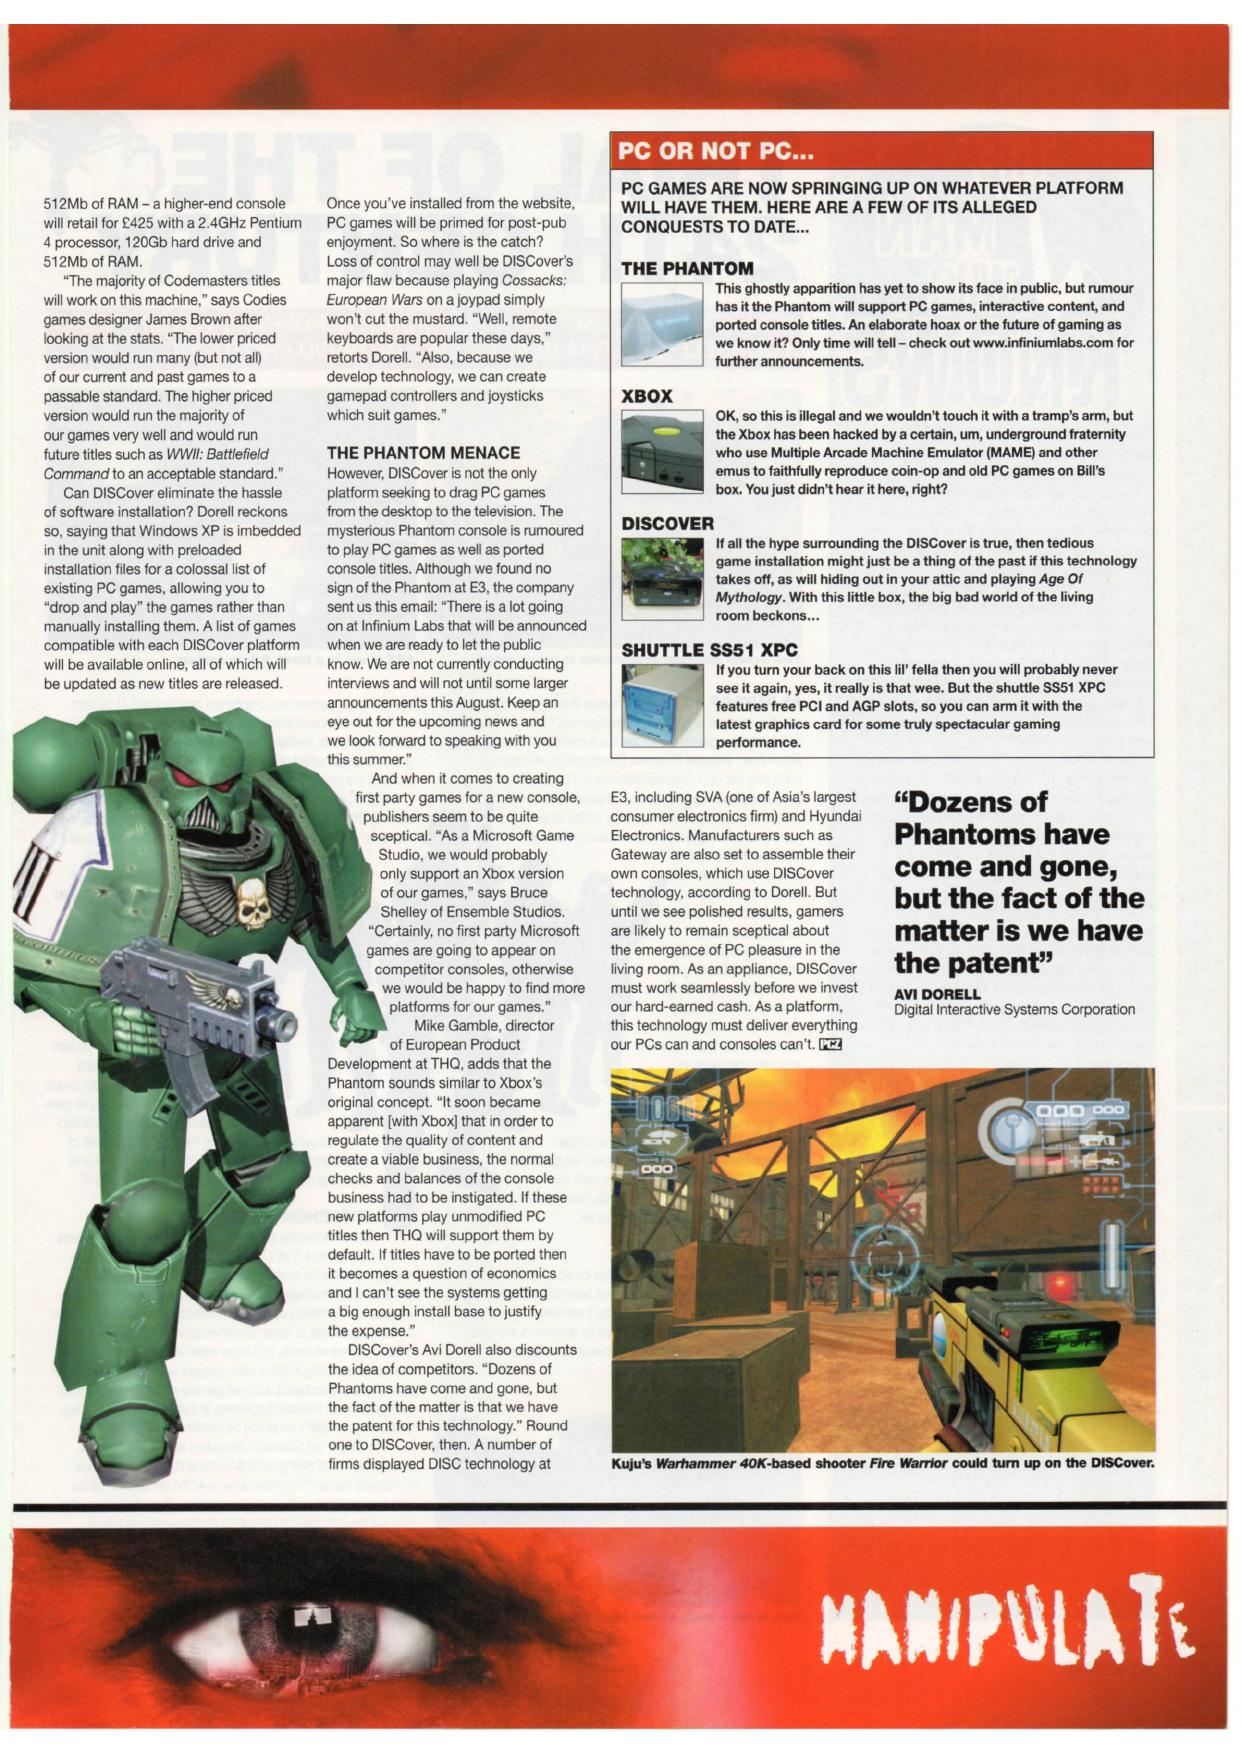 512Mb of RAM – a higher-end console
will retail for £425 with a 2.4GHz Pentium
4 processor, 120Gb hard drive and
512Mb of RAM.
“The majority of Codemasters titles
will work on this machine,” says Codies
games designer James Brown after
looking at the stats. “The lower priced
version would run many (but not all)
of our current and past games to a
passable standard. The higher priced
version would run the majority of
our games very well and would run
future titles such as WWII: Battlefield
Command to an acceptable standard.”
Can DISCover eliminate the hassle
of software installation? Dorell reckons
so, saying that Windows XP is imbedded
in the unit along with preloaded
installation files for a colossal list of
existing PC games, allowing you to
“drop and play” the games rather than
manually installing them. A list of games
compatible with each DISCover platform
will be available online, all of which will
be updated as new titles are released.
Once you’ve installed from the website,
PC games will be primed for post-pub
enjoyment. So where is the catch?
Loss of control may well be DISCover’s
major flaw because playing Cossacks:
European Wars on a joypad simply
won’t cut the mustard. “Well, remote
keyboards are popular these days,”
retorts Dorell. “Also, because we
develop technology, we can create
gamepad controllers and joysticks
which suit games.”
THE PHANTOM MENACE
However, DISCover is not the only
platform seeking to drag PC games
from the desktop to the television. The
mysterious Phantom console is rumoured
to play PC games as well as ported
console titles. Although we found no
sign of the Phantom at E3, the company
sent us this email: “There is a lot going
on at Infinium Labs that will be announced
when we are ready to let the public
know. We are not currently conducting
interviews and will not until some larger
announcements this August. Keep an
eye out for the upcoming news and
we look forward to speaking with you
this summer.”
And when it comes to creating
first party games for a new console,
publishers seem to be quite
sceptical. “As a Microsoft Game
Studio, we would probably
only support an Xbox version
of our games,” says Bruce
Shelley of Ensemble Studios.
“Certainly, no first party Microsoft
games are going to appear on
competitor consoles, otherwise
we would be happy to find more
platforms for our games.”
Mike Gamble, director
of European Product
Development at THQ, adds that the
Phantom sounds similar to Xbox’s
original concept. “It soon became
apparent [with Xbox] that in order to
regulate the quality of content and
create a viable business, the normal
checks and balances of the console
business had to be instigated. If these
new platforms play unmodified PC
titles then THQ will support them by
default. If titles have to be ported then
it becomes a question of economics
and I can’t see the systems getting
a big enough install base to justify
the expense.”
DISCover’s Avi Dorell also discounts
the idea of competitors. “Dozens of
Phantoms have come and gone, but
the fact of the matter is that we have
the patent for this technology.” Round
one to DISCover, then. A number of
firms displayed DISC technology at
PC OR NOT PC...
PC GAMES ARE NOW SPRINGING UP ON WHATEVER PLATFORM
WILL HAVE THEM. HERE ARE A FEW OF ITS ALLEGED
CONQUESTS TO DATE...
THE PHANTOM
This ghostly apparition has yet to show its face in public, but rumour
has it the Phantom will support PC games, interactive content, and
ported console titles. An elaborate hoax or the future of gaming as
we know it? Only time will tell – check out www.infiniumlabs.com for
further announcements.
XBOX
OK, so this is illegal and we wouldn’t touch it with a tramp’s arm, but
the Xbox has been hacked by a certain, um, underground fraternity
who use Multiple Arcade Machine Emulator (MAME) and other
emus to faithfully reproduce coin-op and old PC games on Bill’s
box. You just didn’t hear it here, right?
DISCOVER
If all the hype surrounding the DISCover is true, then tedious
game installation might just be a thing of the past if this technology
takes off, as will hiding out in your attic and playing Age Of
Mythology. With this little box, the big bad world of the living
room beckons...
SHUTTLE SS51 XPC
If you turn your back on this lil’ fella then you will probably never
see it again, yes, it really is that wee. But the shuttle SS51 XPC
features free PCI and AGP slots, so you can arm it with the
latest graphics card for some truly spectacular gaming
performance.
E3, including SVA (one of Asia’s largest
consumer electronics firm) and Hyundai
Electronics. Manufacturers such as
Gateway are also set to assemble their
own consoles, which use DISCover
technology, according to Dorell. But
until we see polished results, gamers
are likely to remain sceptical about
the emergence of PC pleasure in the
living room. As an appliance, DISCover
must work seamlessly before we invest
our hard-earned cash. As a platform,
this technology must deliver everything
our PCs can and consoles can’t. PCZ
“Dozens of
Phantoms have
come and gone,
but the fact of the
matter is we have
the patent”
AVI DORELL
Digital Interactive Systems Corporation
000
000 000
Kuju’s Warhammer 40K-based shooter Fire Warrior could turn up on the DISCover.
MANIPULATE